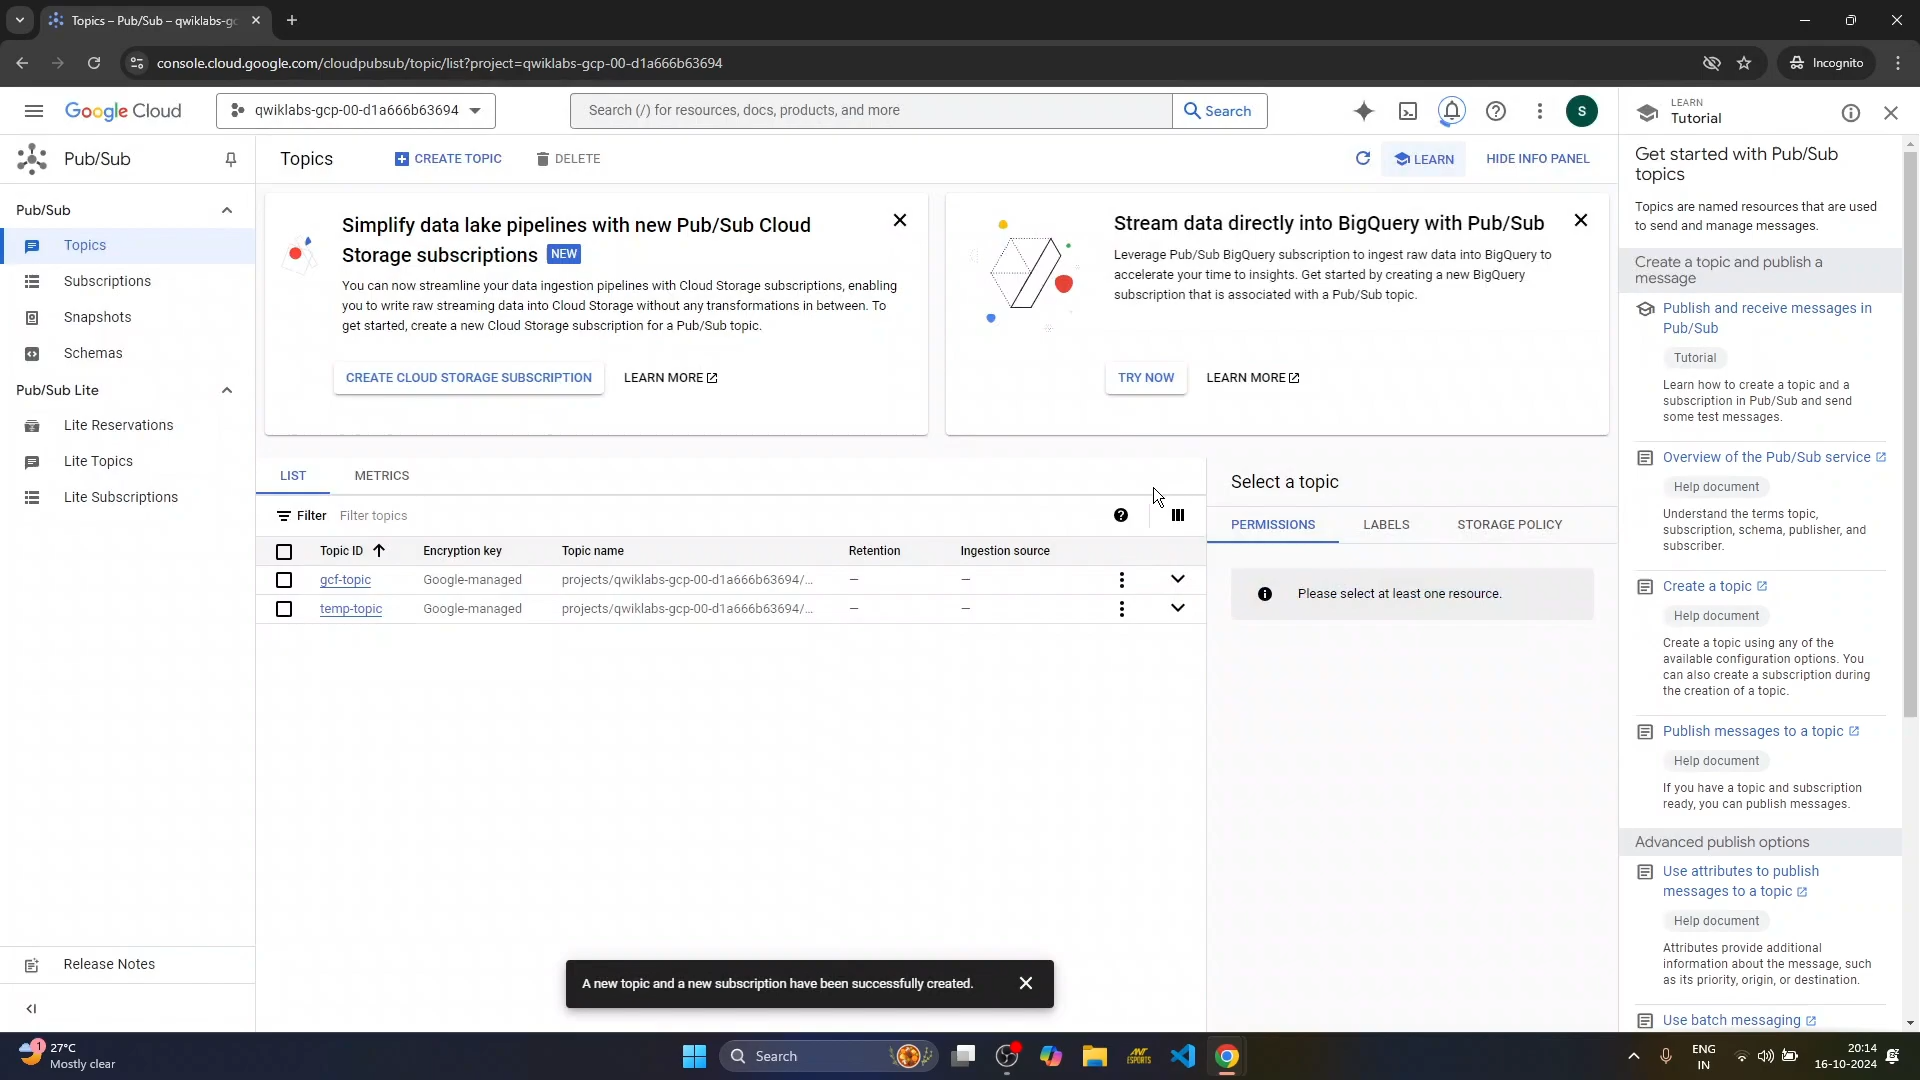 Topics – Pub/Sub – qwiklabs-gc
console.cloud.google.com/cloudpubsub/topic/list?project=qwiklabs-gcp-00-d1a666b63694
Incognito
Google Cloud
qwiklabs-gcp-00-d1a666b63694
Search (/) for resources, docs, products, and more
Search
S
LEARN
Tutorial
Pub/Sub
Topics
CREATE TOPIC
DELETE
LEARN
HIDE INFO PANEL
Pub/Sub
Topics
Subscriptions
Snapshots
Schemas
Pub/Sub Lite
Lite Reservations
Lite Topics
Lite Subscriptions
Release Notes
Simplify data lake pipelines with new Pub/Sub Cloud
Storage subscriptions NEW
You can now streamline your data ingestion pipelines with Cloud Storage subscriptions, enabling
you to write raw streaming data into Cloud Storage without any transformations in between. To
get started, create a new Cloud Storage subscription for a Pub/Sub topic.
CREATE CLOUD STORAGE SUBSCRIPTION
LEARN MORE
Stream data directly into BigQuery with Pub/Sub
Leverage Pub/Sub BigQuery subscription to ingest raw data into BigQuery to
accelerate your time to insights. Get started by creating a new BigQuery
subscription that is associated with a Pub/Sub topic.
TRY NOW
LEARN MORE
LIST
METRICS
Filter
Filter topics
Topic ID
Encryption key
Topic name
Retention
Ingestion source
gcf-topic
Google-managed
projects/qwiklabs-gcp-00-d1a666b63694/...
—
—
temp-topic
Google-managed
projects/qwiklabs-gcp-00-d1a666b63694/...
—
—
Select a topic
PERMISSIONS
LABELS
STORAGE POLICY
Please select at least one resource.
A new topic and a new subscription have been successfully created.
Get started with Pub/Sub
topics
Topics are named resources that are used
to send and manage messages.
Create a topic and publish a
message
Publish and receive messages in
Pub/Sub
Tutorial
Learn how to create a topic and a
subscription in Pub/Sub and send
some test messages.
Overview of the Pub/Sub service
Help document
Understand the terms topic,
subscription, schema, publisher, and
subscriber.
Create a topic
Help document
Create a topic using any of the
available configuration options. You
can also create a subscription during
the creation of a topic.
Publish messages to a topic
Help document
If you have a topic and subscription
ready, you can publish messages.
Advanced publish options
Use attributes to publish
messages to a topic
Help document
Attributes provide additional
information about the message, such
as its priority, origin, or destination.
Use batch messaging
1
27°C
Mostly clear
Search
ENG
IN
20:14
16-10-2024